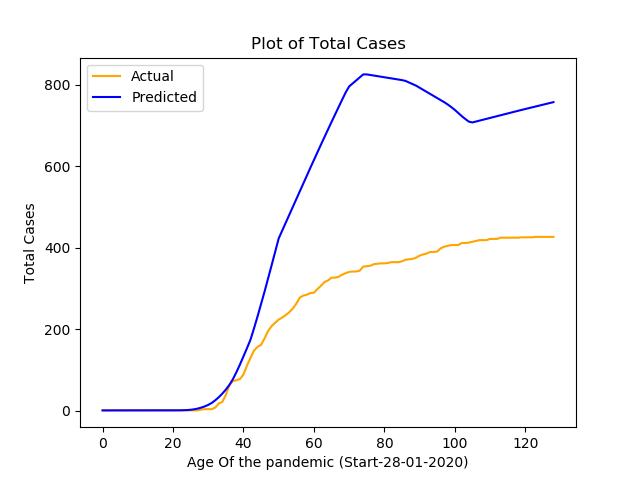 Plot of Total Cases
Actual
Predicted
Total Cases
800
600
400
200
0
0 20 40 60 80 100 120
Age Of the pandemic (Start-28-01-2020)